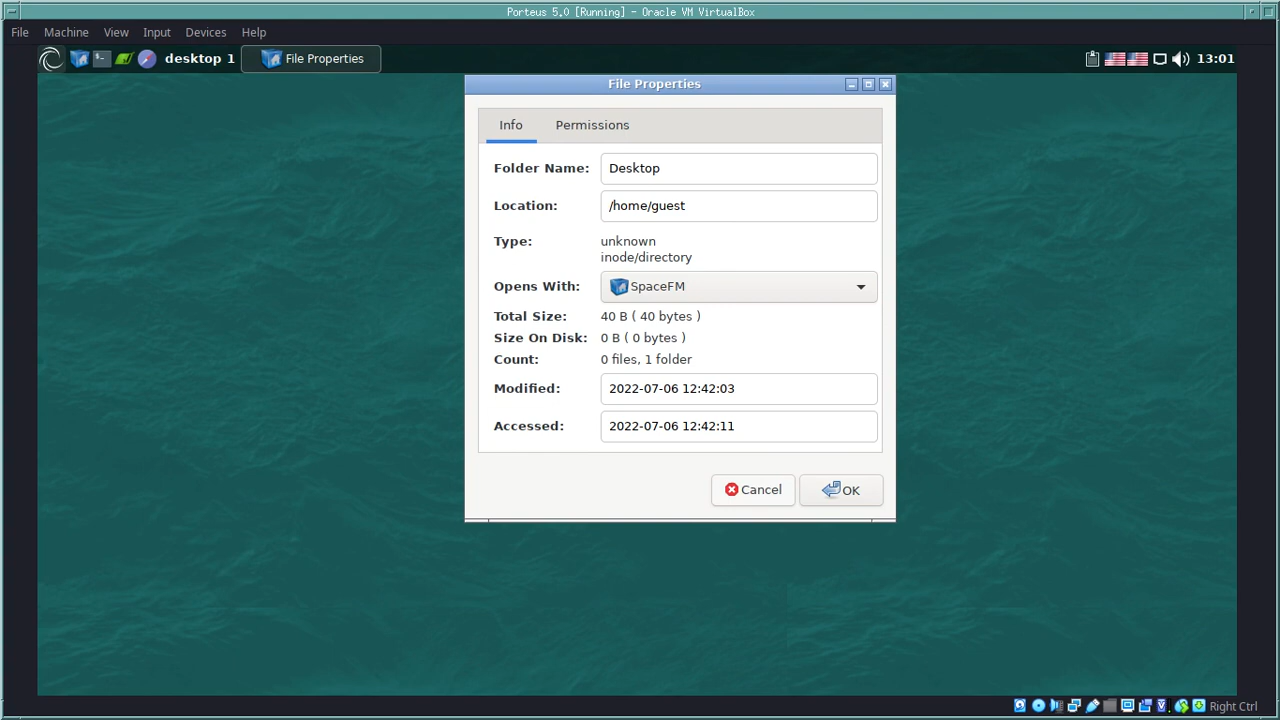 Porteus 5.0 [Running] - Oracle VM VirtualBox
File Machine View Input Devices Help
desktop 1 File Properties 13:01
File Properties
Info Permissions
Folder Name: Desktop
Location: /home/guest
Type: unknown
inode/directory
Opens With: SpaceFM
Total Size: 40 B ( 40 bytes )
Size On Disk: 0 B ( 0 bytes )
Count: 0 files, 1 folder
Modified: 2022-07-06 12:42:03
Accessed: 2022-07-06 12:42:11
Cancel OK
Right Ctrl